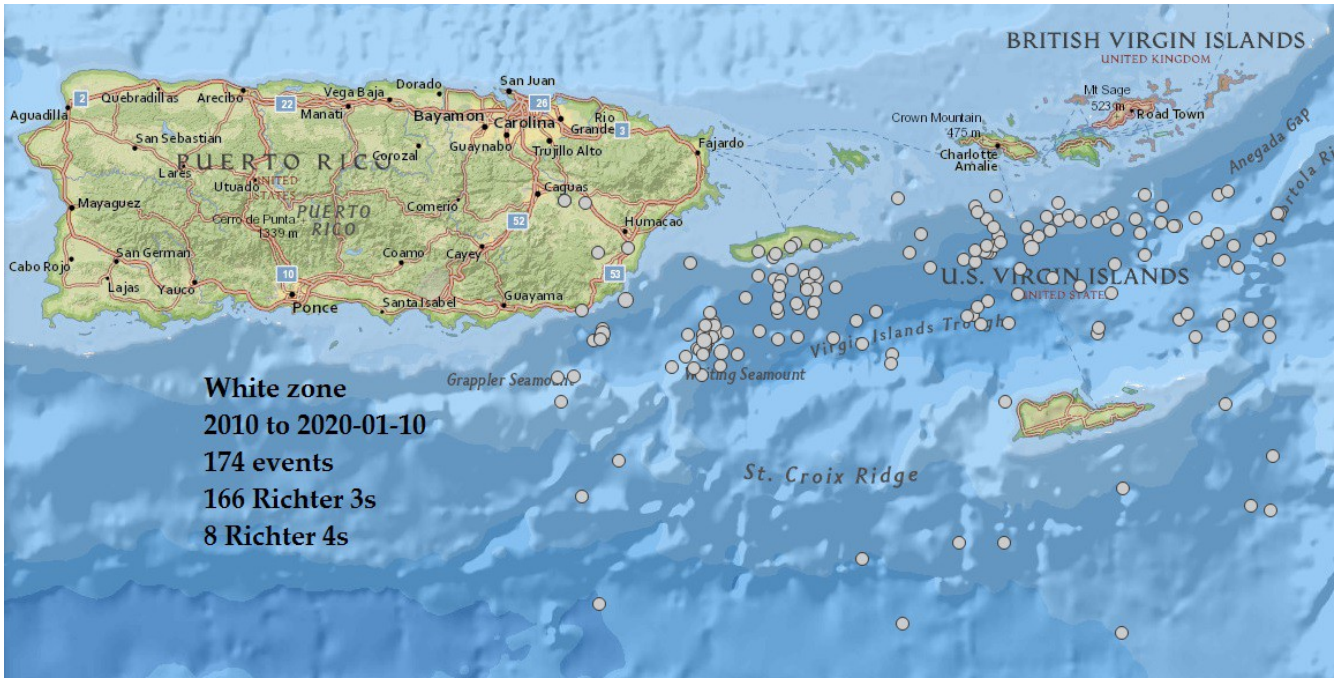 BRITISH VIRGIN ISLANDS
UNITED KINGDOM
Mt Sage
523 m
Road Town
Crown Mountain
475 m
Charlotte
Amalie
Anegada Gap
San Juan
Dorado
Vega Baja
Arecibo
Quebradillas
2
22
26
3
Aguadilla
Manati
Bayamon
Carolina
Rio
Grande
San Sebastian
Corozal
Guaynabo
Trujillo Alto
Fajardo
PUERTO RICO
UNITED
Lares
Utuado
Caguas
Mayaguez
PUERTO
RICO
Cerro de Punta
1339 m
Comerio
52
Humacao
San German
Coamo
Cayey
Cabo Rojo
10
53
Lajas
Yauco
Ponce
Santa Isabel
Guayama
U.S. VIRGIN ISLANDS
UNITED STATE
Virgin Islands Trough
Grappler Seamount
Whiting Seamount
White zone
2010 to 2020-01-10
174 events
166 Richter 3s
8 Richter 4s
St. Croix Ridge